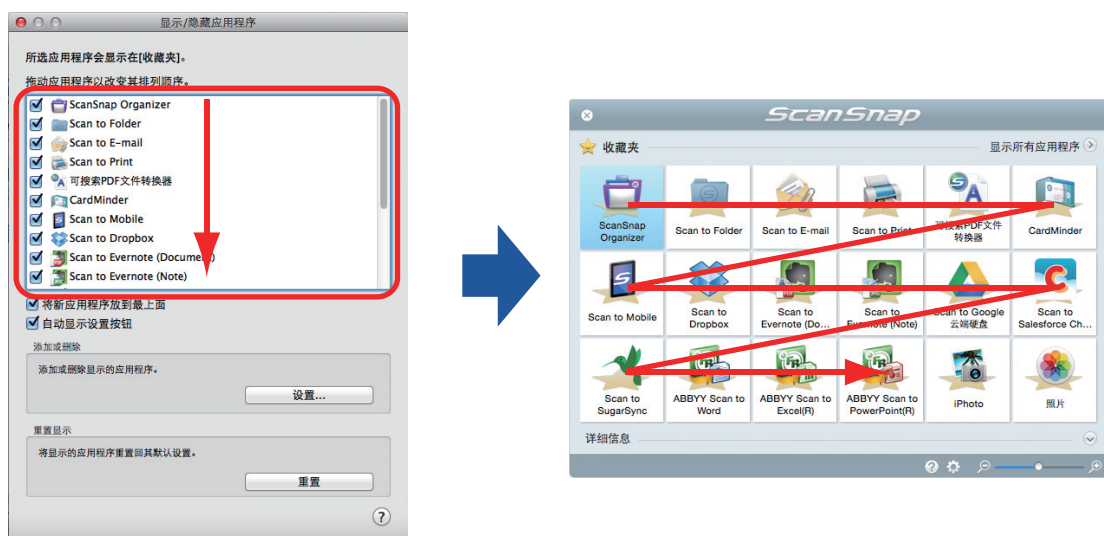 显示/隐藏应用程序
所选应用程序会显示在[收藏夹]。
拖动应用程序以改变其排列顺序。
ScanSnap Organizer
Scan to Folder
Scan to E-mail
Scan to Print
可搜索PDF文件转换器
CardMinder
Scan to Mobile
Scan to Dropbox
Scan to Evernote (Document)
Scan to Evernote (Note)
将新应用程序放到最上面
自动显示设置按钮
添加或删除
添加或删除显示的应用程序。
设置...
重置显示
将显示的应用程序重置回其默认设置。
重置
?
ScanSnap
收藏夹
显示所有应用程序
ScanSnap
Organizer
Scan to Folder
Scan to E-mail
Scan to Print
可搜索PDF文件
转换器
CardMinder
Scan to Mobile
Scan to
Dropbox
Scan to
Evernote (Do...
Scan to
Evernote (Note)
Scan to Google
云端硬盘
Scan to
Salesforce Ch...
Scan to
SugarSync
ABBYY Scan to
Word
ABBYY Scan to
Excel(R)
ABBYY Scan to
PowerPoint(R)
iPhoto
照片
详细信息
?